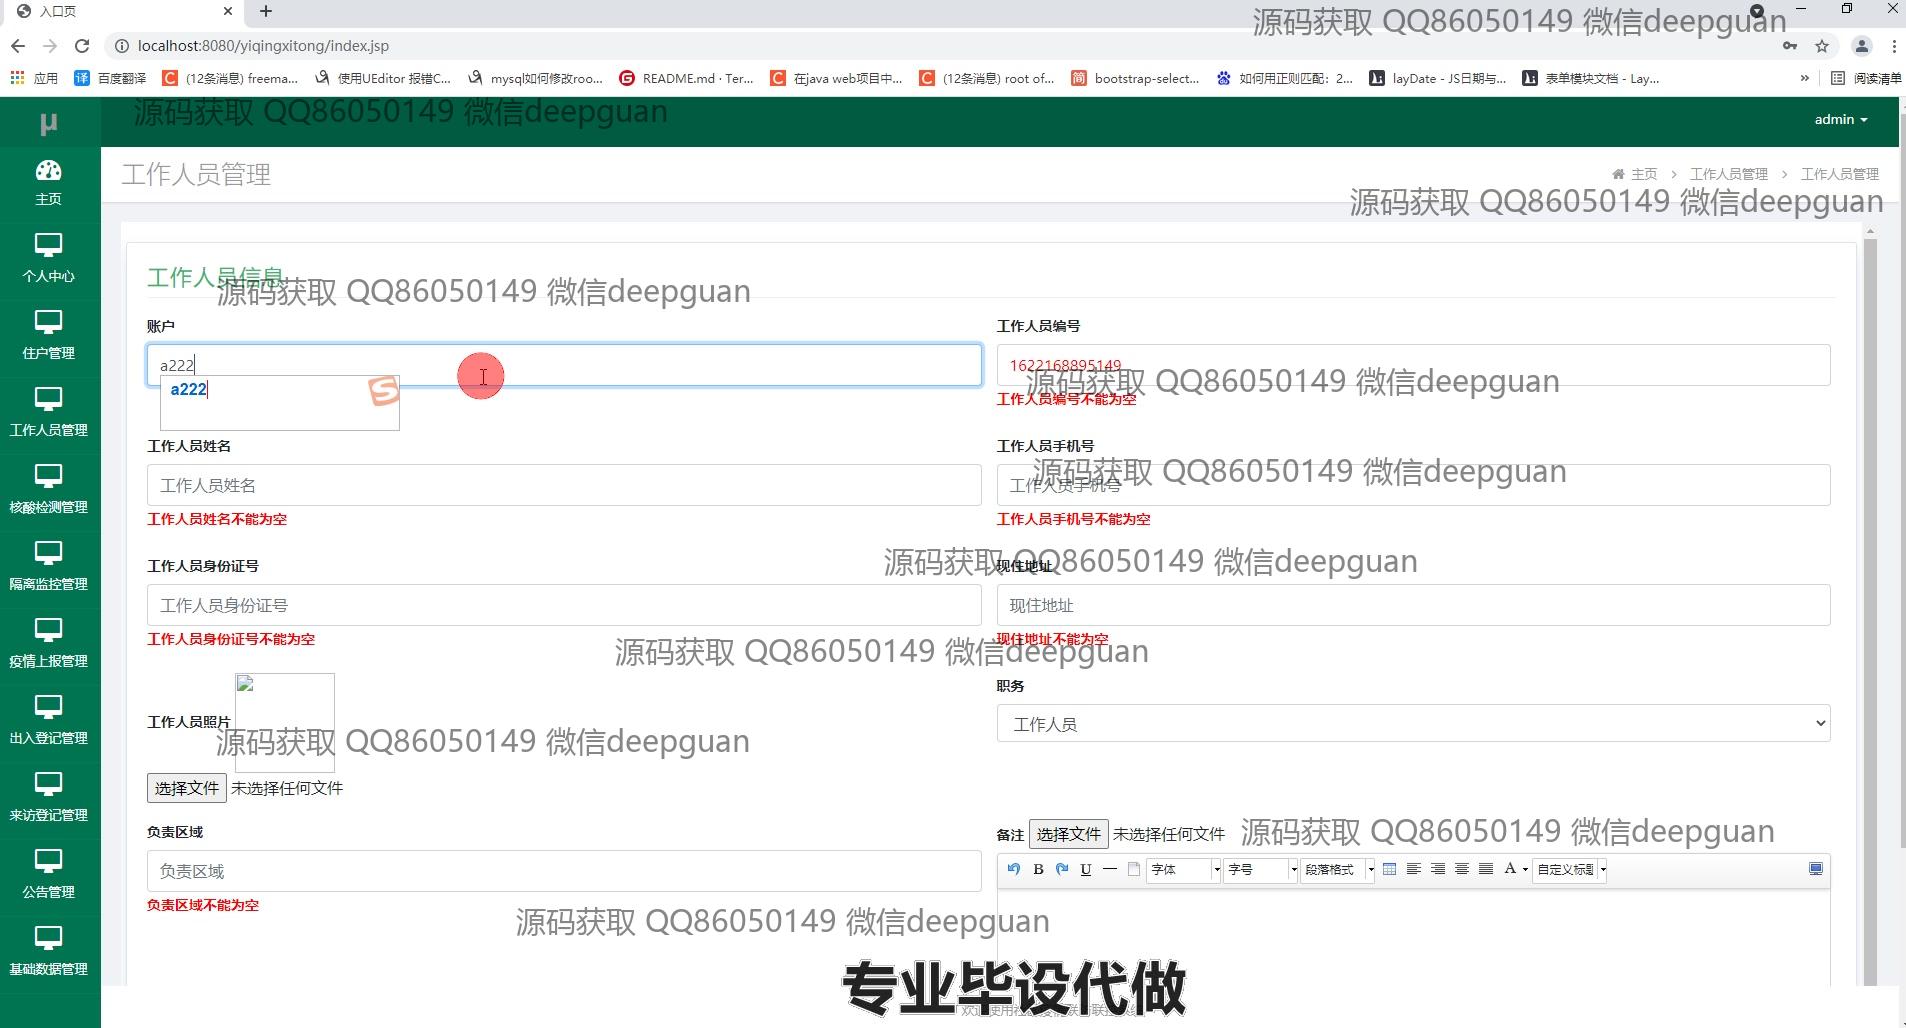 入口页
源码获取 QQ86050149 微信deepguan
localhost:8080/yiqingxitong/index.jsp
应用
百度翻译
(12条消息) freema...
使用UEditor 报错C...
mysql如何修改roo...
README.md · Ter...
在java web项目中...
(12条消息) root of...
bootstrap-select...
如何用正则匹配：2...
layDate - JS日期与...
表单模块文档 - Lay...
»
阅读清单
μ
源码获取 QQ86050149 微信deepguan
admin
主页
个人中心
住户管理
工作人员管理
核酸检测管理
隔离监控管理
疫情上报管理
出入登记管理
来访登记管理
公告管理
基础数据管理
工作人员管理
主页 > 工作人员管理 > 工作人员管理
源码获取 QQ86050149 微信deepguan
工作人员信息
源码获取 QQ86050149 微信deepguan
账户
工作人员编号
a222
1622168895149
a222
源码获取 QQ86050149 微信deepguan
工作人员编号不能为空
工作人员姓名
工作人员手机号
工作人员姓名
工作人员手机号
源码获取 QQ86050149 微信deepguan
工作人员姓名不能为空
工作人员手机号不能为空
工作人员身份证号
现住地址
源码获取 QQ86050149 微信deepguan
工作人员身份证号
现住地址
工作人员身份证号不能为空
现住地址不能为空
源码获取 QQ86050149 微信deepguan
工作人员照片
职务
工作人员
源码获取 QQ86050149 微信deepguan
选择文件 未选择任何文件
负责区域
备注 选择文件 未选择任何文件
源码获取 QQ86050149 微信deepguan
负责区域
B U 字体 字号 段落格式 A 自定义标题
负责区域不能为空
源码获取 QQ86050149 微信deepguan
专业毕设代做